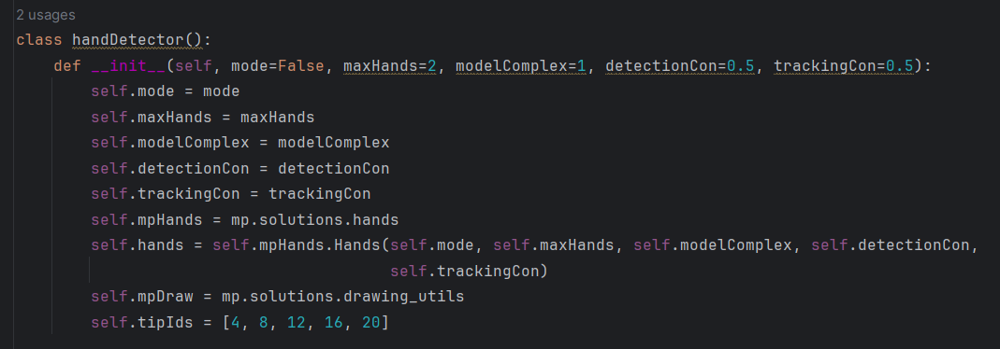 2 usages
class handDetector():
    def __init__(self, mode=False, maxHands=2, modelComplex=1, detectionCon=0.5, trackingCon=0.5):
        self.mode = mode
        self.maxHands = maxHands
        self.modelComplex = modelComplex
        self.detectionCon = detectionCon
        self.trackingCon = trackingCon
        self.mpHands = mp.solutions.hands
        self.hands = self.mpHands.Hands(self.mode, self.maxHands, self.modelComplex, self.detectionCon,
                                        self.trackingCon)
        self.mpDraw = mp.solutions.drawing_utils
        self.tipIds = [4, 8, 12, 16, 20]